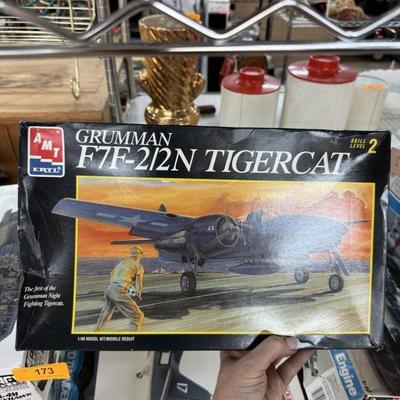 AMT
ERTL
GRUMMAN
F7F-2/2N TIGERCAT
SKILL LEVEL 2
23
The first of the
Grumman Night
Fighting Tigercats.
1/48 MODEL KIT/MODELE REDUIT
173
Engine